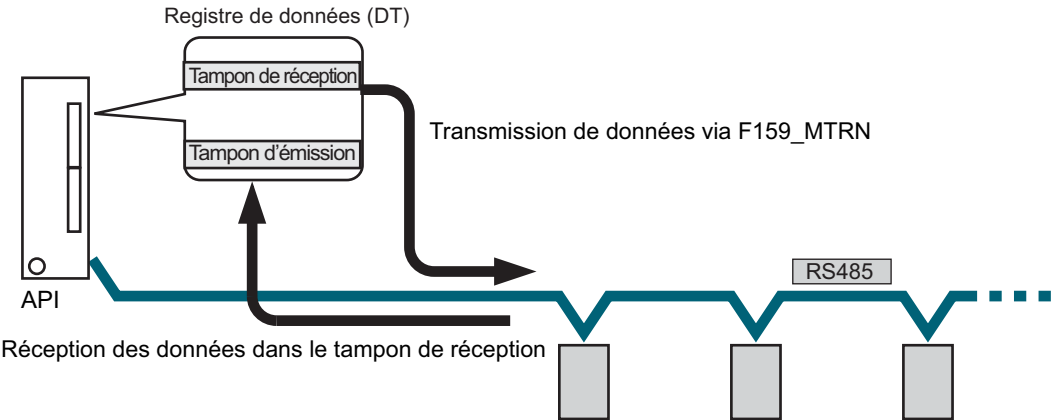 Registre de données (DT)
Tampon de réception
Transmission de données via F159_MTRN
Tampon d'émission
RS485
API
Réception des données dans le tampon de réception